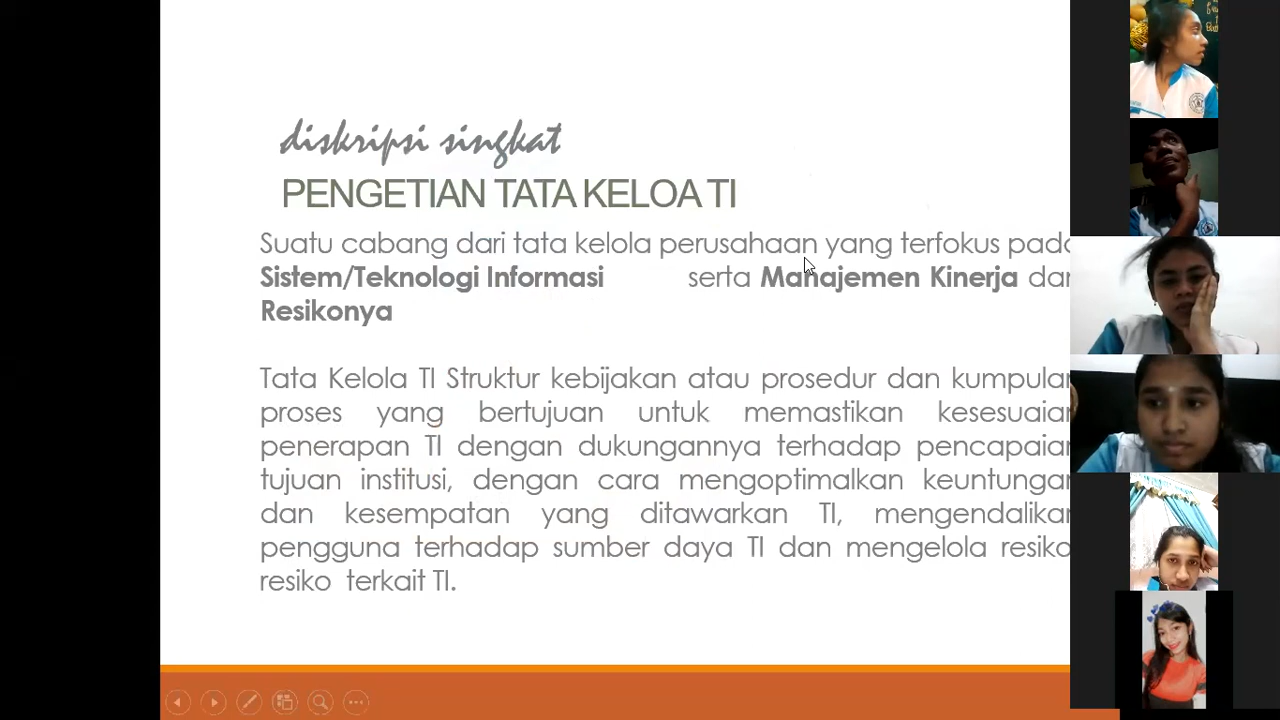 diskripsi singkat
PENGETIAN TATA KELOA TI
Suatu cabang dari tata kelola perusahaan yang terfokus pada
Sistem/Teknologi Informasi serta Manajemen Kinerja dan
Resikonya
Tata Kelola TI Struktur kebijakan atau prosedur dan kumpulan
proses yang bertujuan untuk memastikan kesesuaian
penerapan TI dengan dukungannya terhadap pencapaian
tujuan institusi, dengan cara mengoptimalkan keuntungan
dan kesempatan yang ditawarkan TI, mengendalikan
pengguna terhadap sumber daya TI dan mengelola resiko
resiko terkait TI.